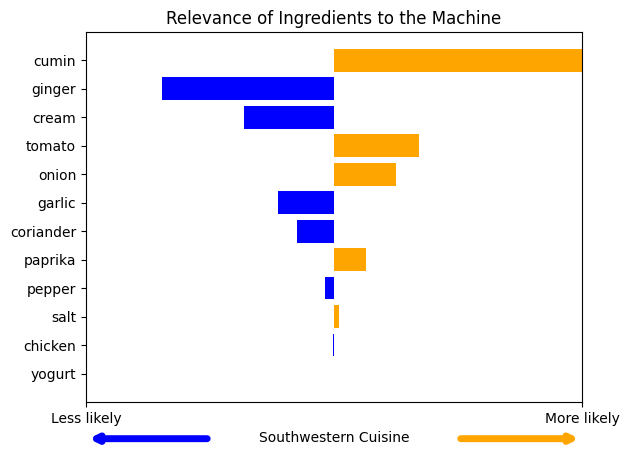 Relevance of Ingredients to the Machine
cumin
ginger
cream
tomato
onion
garlic
coriander
paprika
pepper
salt
chicken
yogurt
Less likely
More likely
Southwestern Cuisine